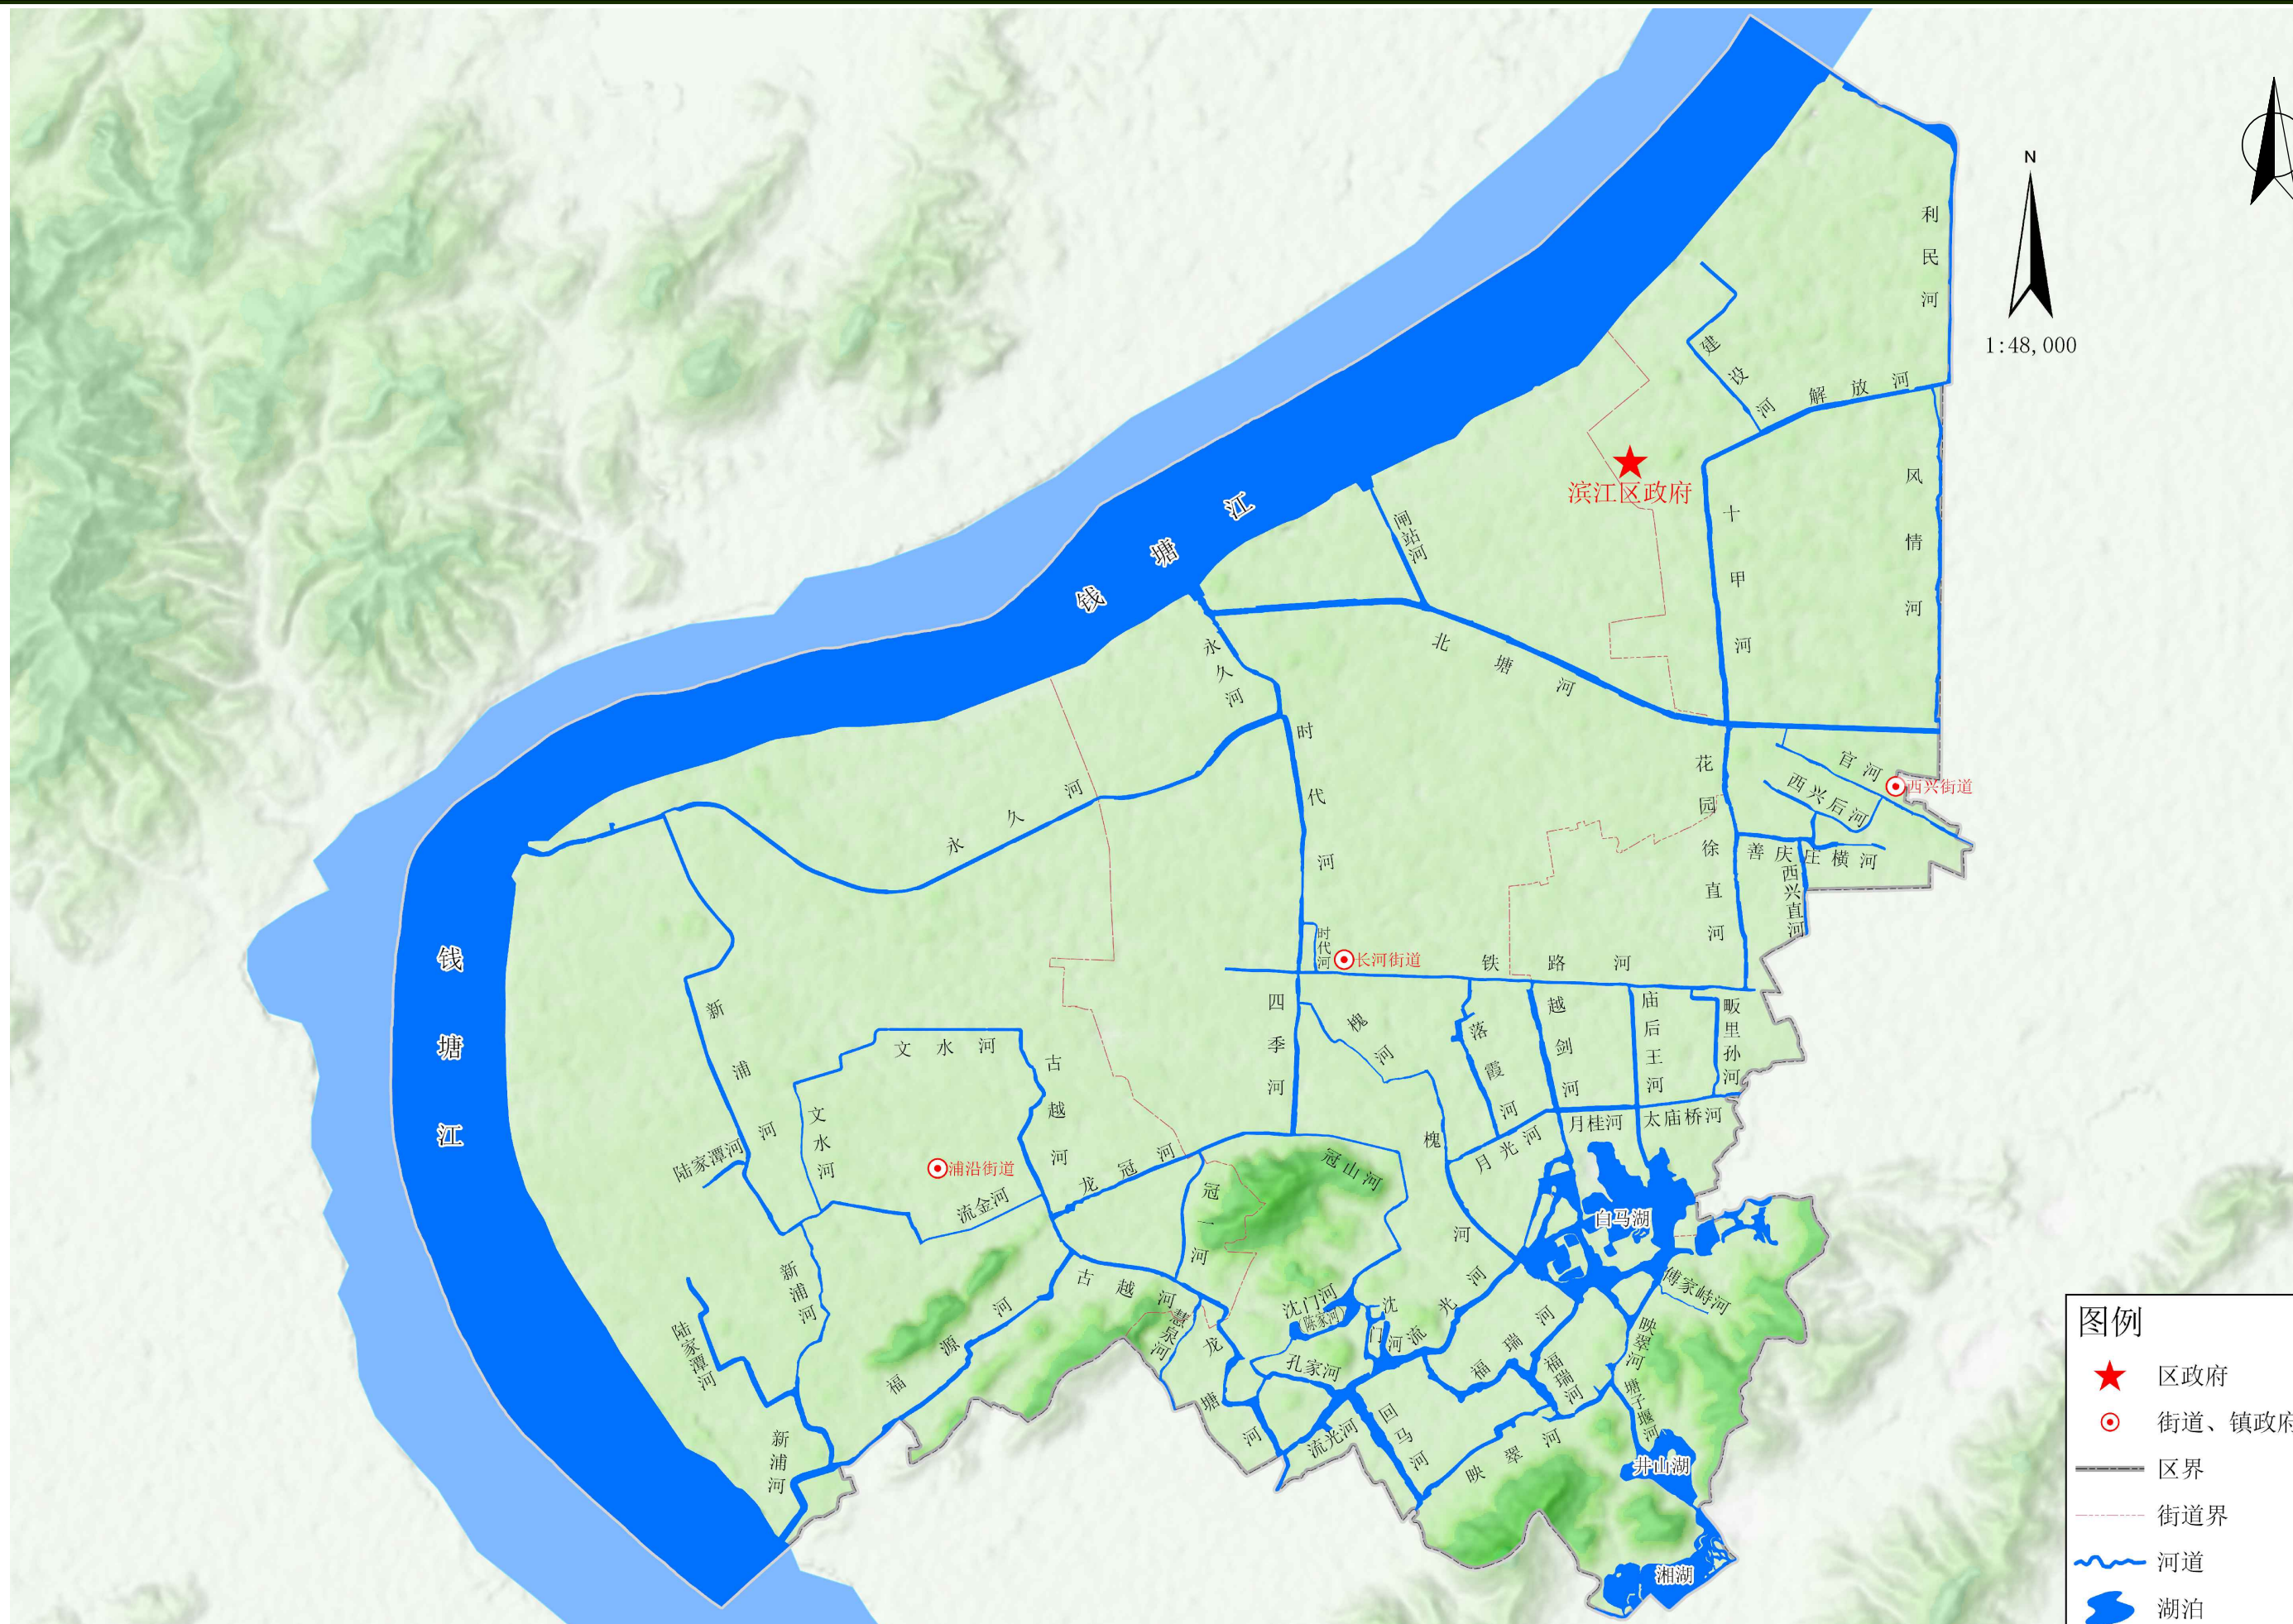 N
1:48,000
利民河
建设河
解放河
风情河
十甲河
滨江区政府
钱塘江
闸站河
北塘河
永久河
时代河
永久河
花园徐直河
官河
西兴街道
西兴后河
善庆庄横河
西兴直河
时代河
长河街道
铁路河
钱塘江
新浦河
文水河
文水河
古越河
四季河
槐河
落霞河
越剑河
庙后王河
畈里孙河
月桂河
太庙桥河
陆家潭河
浦沿街道
流金河
龙冠河
冠一河
冠山河
槐河
月光河
白马湖
新浦河
古越河
慧泉河
沈门河
(陈家河)
沈门河
流光河
福瑞河
傅家峙河
映翠河
陆家潭河
福源河
龙塘河
孔家河
福瑞河
塘子堰河
新浦河
流光河
回马河
映翠河
井山湖
湘湖
图例
区政府
街道、镇政府
区界
街道界
河道
湖泊